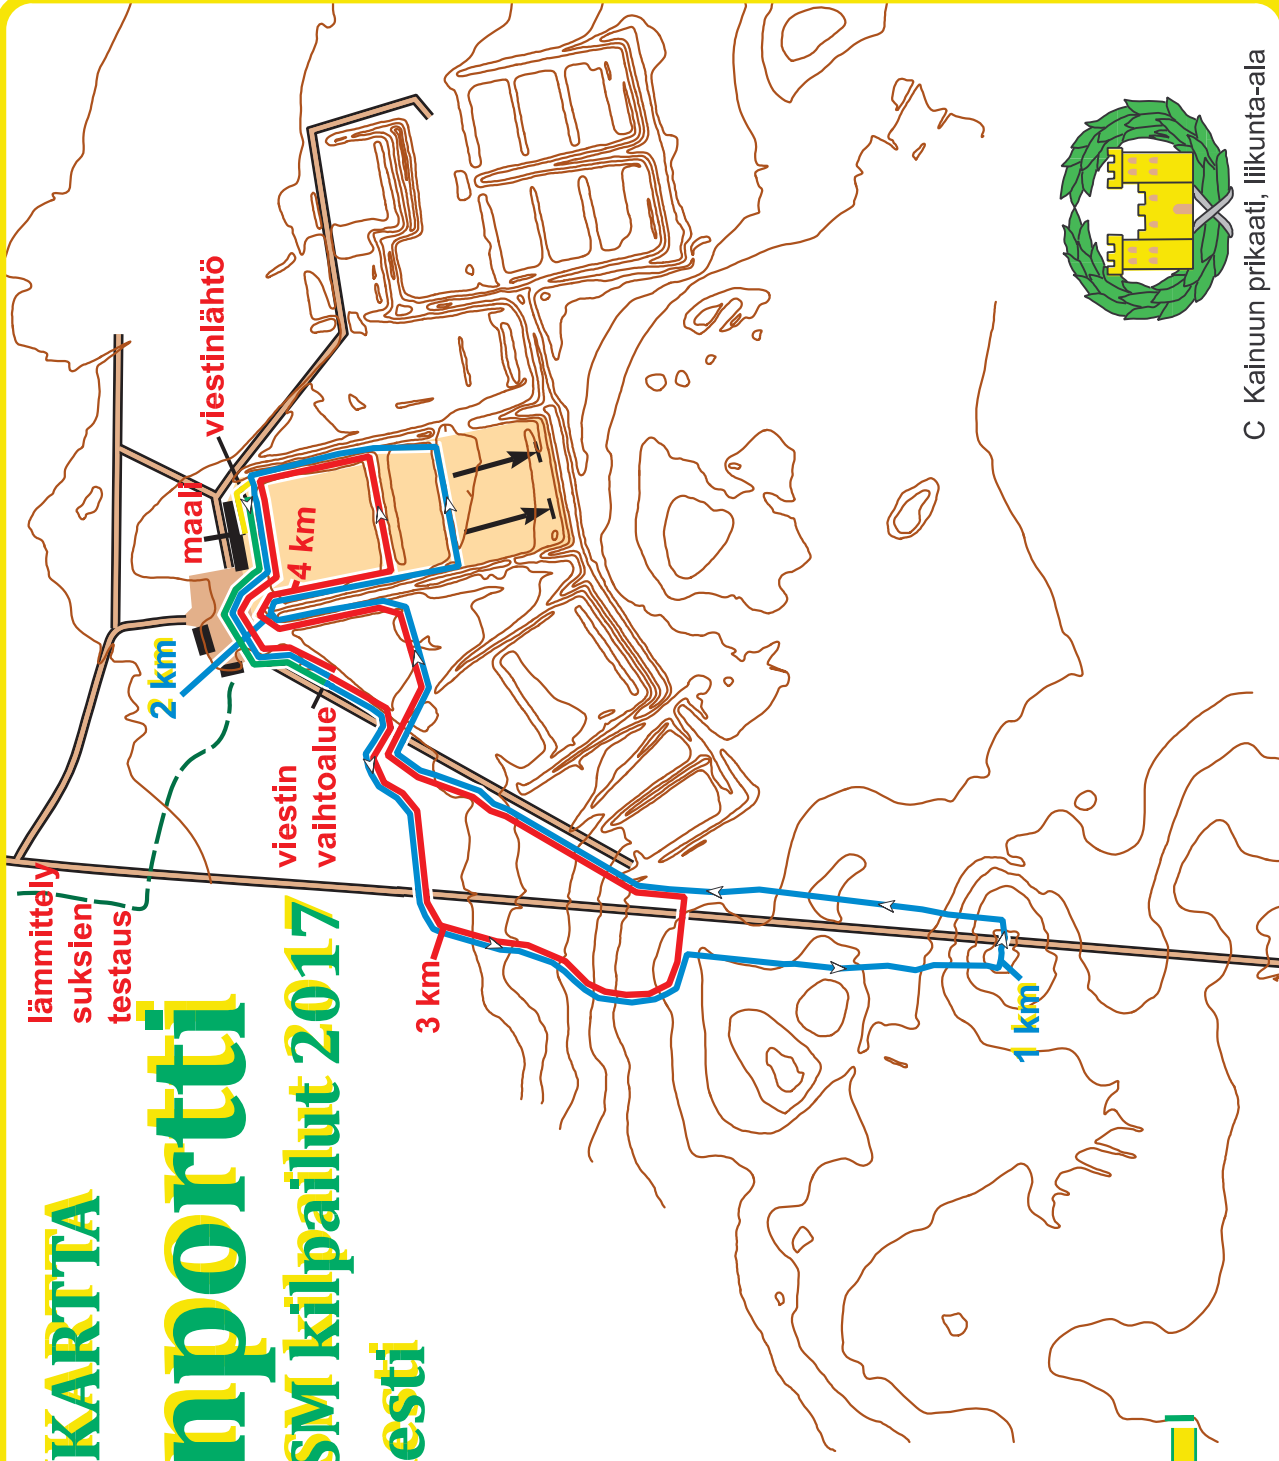 KARTTA
mportti
SM kilpailut 2017
esti
lämmittely
suksien
testaus
2 km
maali
viestinlähtö
4 km
viestin
vaihtoalue
3 km
1 km
C Kainuun prikaati, liikunta-ala